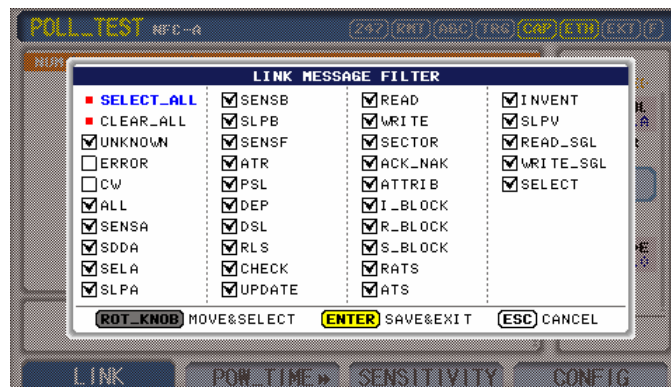 POLL_TEST NFC-A
247 RMT A&C TRG CAP ETH EXT F
NUM
LINK MESSAGE FILTER
SELECT_ALL
CLEAR_ALL
UNKNOWN
ERROR
CW
ALL
SENSA
SDDA
SELA
SLPA
SENSB
SLPB
SENSF
ATR
PSL
DEP
DSL
RLS
CHECK
UPDATE
READ
WRITE
SECTOR
ACK_NAK
ATTRIB
I_BLOCK
R_BLOCK
S_BLOCK
RATS
ATS
INVENT
SLPV
READ_SGL
WRITE_SGL
SELECT
ROT_KNOB MOVE&SELECT ENTER SAVE&EXIT ESC CANCEL
LINK POW_TIME» SENSITIVITY CONFIG